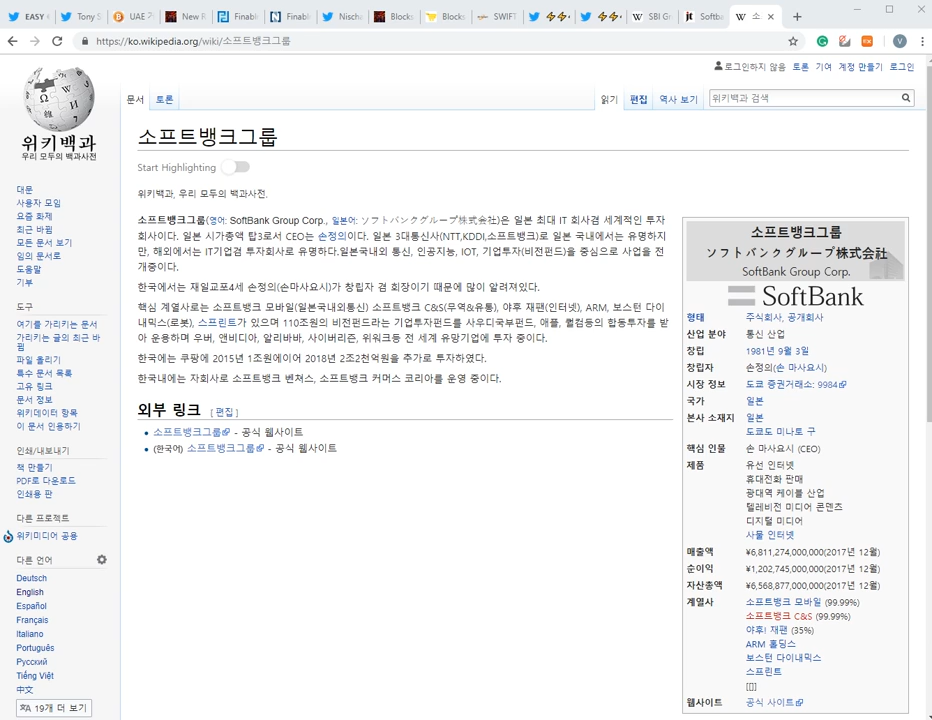 EASY
Tony S
UAE
New R
Finabl
Finabl
Nischa
Blocks
Blocks
SWIFT
SBI Gr
Softba
소
https://ko.wikipedia.org/wiki/소프트뱅크그룹
V
로그인하지 않음 토론 기여 계정 만들기 로그인
위키백과
우리 모두의 백과사전
문서 토론
읽기 편집 역사 보기
위키백과 검색
소프트뱅크그룹
Start Highlighting
위키백과, 우리 모두의 백과사전.
소프트뱅크그룹(영어: SoftBank Group Corp., 일본어: ソフトバンクグループ株式会社)은 일본 최대 IT 회사겸 세계적인 투자
회사이다. 일본 시가총액 탑3로서 CEO는 손정의이다. 일본 3대통신사(NTT,KDDI,소프트뱅크)로 일본 국내에서는 유명하지
만, 해외에서는 IT기업겸 투자회사로 유명하다.일본국내외 통신, 인공지능, IOT, 기업투자(비전펀드)을 중심으로 사업을 전
개중이다.
한국에서는 재일교포4세 손정의(손마사요시)가 창립자 겸 회장이기 때문에 많이 알려져있다.
핵심 계열사로는 소프트뱅크 모바일(일본국내외통신) 소프트뱅크 C&S(무역&유통), 야후 재팬(인터넷), ARM, 보스턴 다이
내믹스(로봇), 스프린트가 있으며 110조원의 비전펀드라는 기업투자펀드를 사우디국부펀드, 애플, 퀄컴등의 합동투자를 받
아 운용하며 우버, 앤비디아, 알리바바, 사이버리즌, 위워크등 전 세계 유망기업에 투자 중이다.
한국에는 쿠팡에 2015년 1조원에이어 2018년 2조2천억원을 추가로 투자하였다.
한국내에는 자회사로 소프트뱅크 벤쳐스, 소프트뱅크 커머스 코리아를 운영 중이다.
외부 링크 [ 편집 ]
소프트뱅크그룹 - 공식 웹사이트
(한국어) 소프트뱅크그룹 - 공식 웹사이트
소프트뱅크그룹
ソフトバンクグループ株式会社
SoftBank Group Corp.
SoftBank
형태 주식회사, 공개회사
산업 분야 통신 산업
창립 1981년 9월 3일
창립자 손정의(손 마사요시)
시장 정보 도쿄 증권거래소: 9984
국가 일본
본사 소재지 일본
도쿄도 미나토 구
핵심 인물 손 마사요시 (CEO)
제품 유선 인터넷
휴대전화 판매
광대역 케이블 산업
텔레비전 미디어 콘텐츠
디지털 미디어
사물 인터넷
매출액 ¥6,811,274,000,000(2017년 12월)
순이익 ¥1,202,745,000,000(2017년 12월)
자산총액 ¥6,568,877,000,000(2017년 12월)
계열사 소프트뱅크 모바일 (99.99%)
소프트뱅크 C&S (99.99%)
야후! 재팬 (35%)
ARM 홀딩스
보스턴 다이내믹스
스프린트
[[]]
웹사이트 공식 사이트
대문
사용자 모임
요즘 화제
최근 바뀜
모든 문서 보기
임의 문서로
도움말
기부
도구
여기를 가리키는 문서
가리키는 글의 최근 바
뀜
파일 올리기
특수 문서 목록
고유 링크
문서 정보
위키데이터 항목
이 문서 인용하기
인쇄/내보내기
책 만들기
PDF로 다운로드
인쇄용 판
다른 프로젝트
위키미디어 공용
다른 언어
Deutsch
English
Español
Français
Italiano
Português
Русский
Tiếng Việt
中文
19개 더 보기